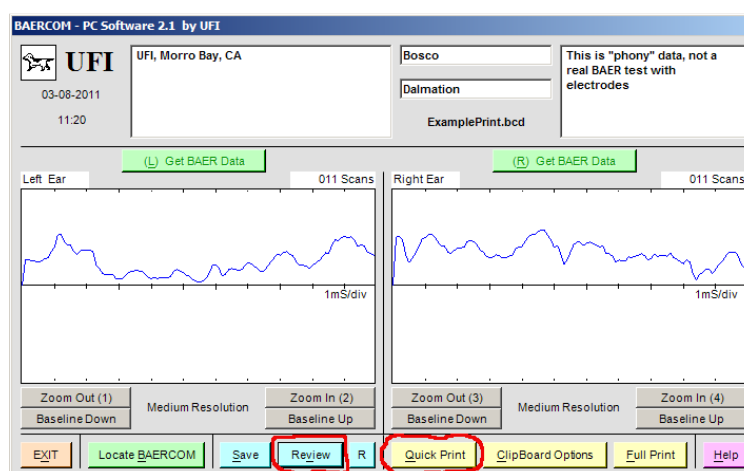 BAERCOM - PC Software 2.1 by UFI
UFI
03-08-2011
11:20
UFI, Morro Bay, CA
Bosco
Dalmation
ExamplePrint.bcd
This is "phony" data, not a
real BAER test with
electrodes
(L) Get BAER Data
(R) Get BAER Data
Left Ear
011 Scans
Right Ear
011 Scans
1mS/div
1mS/div
Zoom Out (1)
Medium Resolution
Zoom In (2)
Baseline Down
Baseline Up
Zoom Out (3)
Medium Resolution
Zoom In (4)
Baseline Down
Baseline Up
EXIT
Locate BAERCOM
Save
Review
R
Quick Print
ClipBoard Options
Full Print
Help